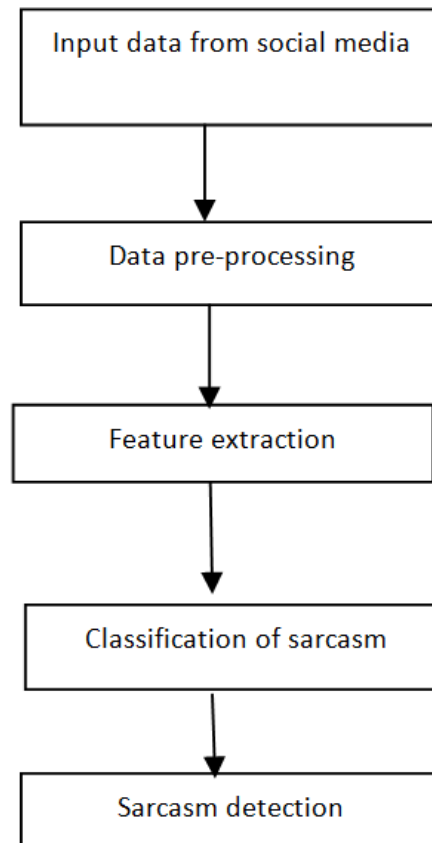 Input data from social media
Data pre-processing
Feature extraction
Classification of sarcasm
Sarcasm detection